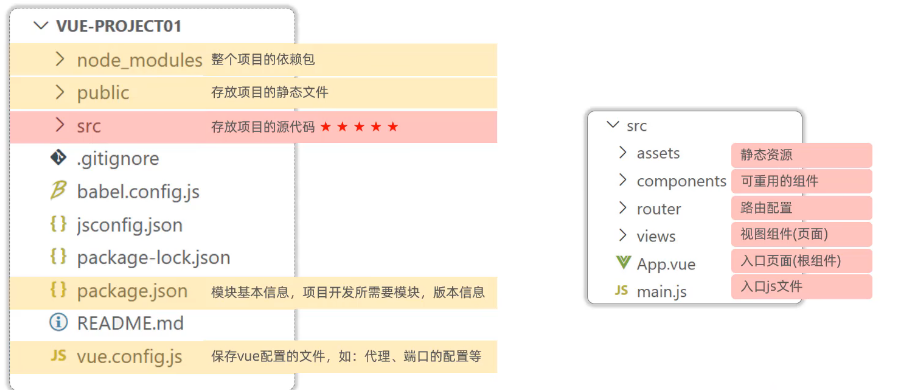 VUE-PROJECT01
node_modules 整个项目的依赖包
public 存放项目的静态文件
src 存放项目的源代码 ★ ★ ★ ★ ★
.gitignore
babel.config.js
{} jsconfig.json
package-lock.json
{} package.json 模块基本信息，项目开发所需要模块，版本信息
README.md
JS vue.config.js 保存vue配置的文件，如：代理、端口的配置等
src
assets 静态资源
components 可重用的组件
router 路由配置
views 视图组件(页面)
App.vue 入口页面(根组件)
JS main.js 入口js文件